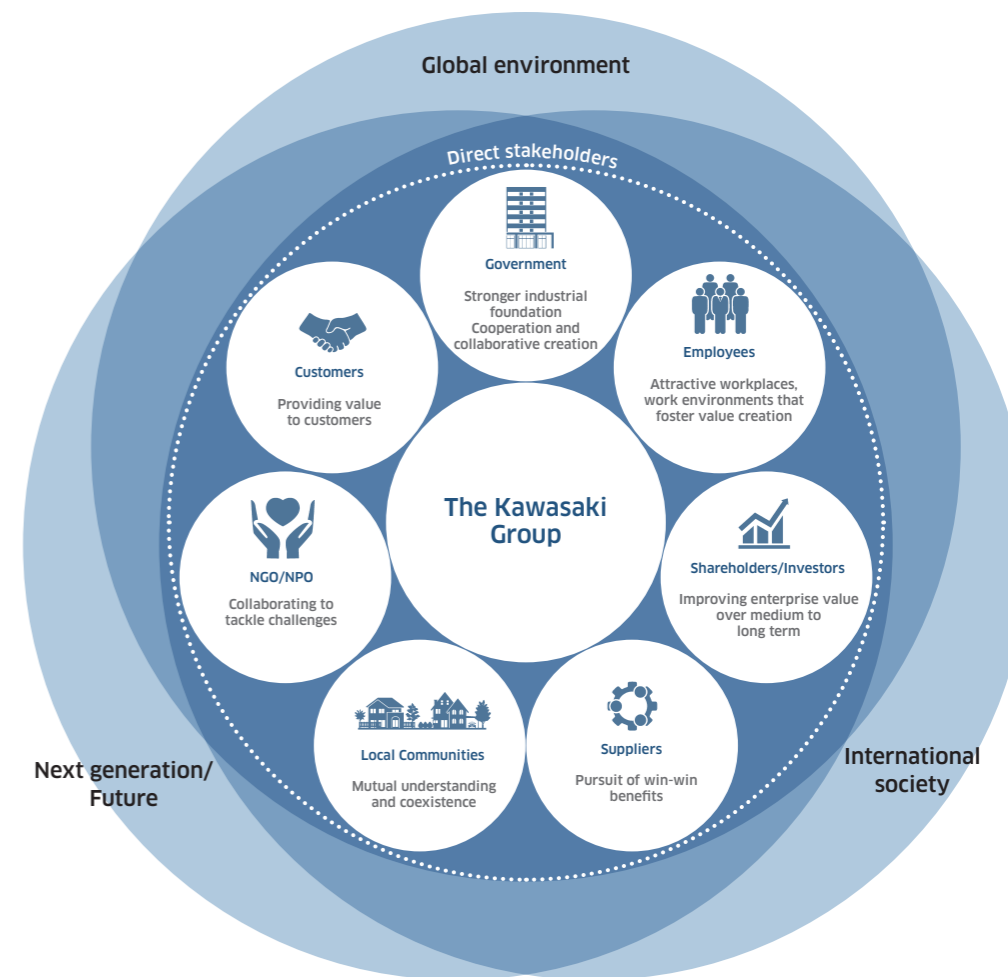 Global environment
Direct stakeholders
Government
Stronger industrial
foundation
Cooperation and
collaborative creation
Employees
Attractive workplaces,
work environments that
foster value creation
Customers
Providing value
to customers
The Kawasaki
Group
NGO/NPO
Collaborating to
tackle challenges
Shareholders/Investors
Improving enterprise value
over medium to
long term
Local Communities
Mutual understanding
and coexistence
Suppliers
Pursuit of win-win
benefits
Next generation/
Future
International
society